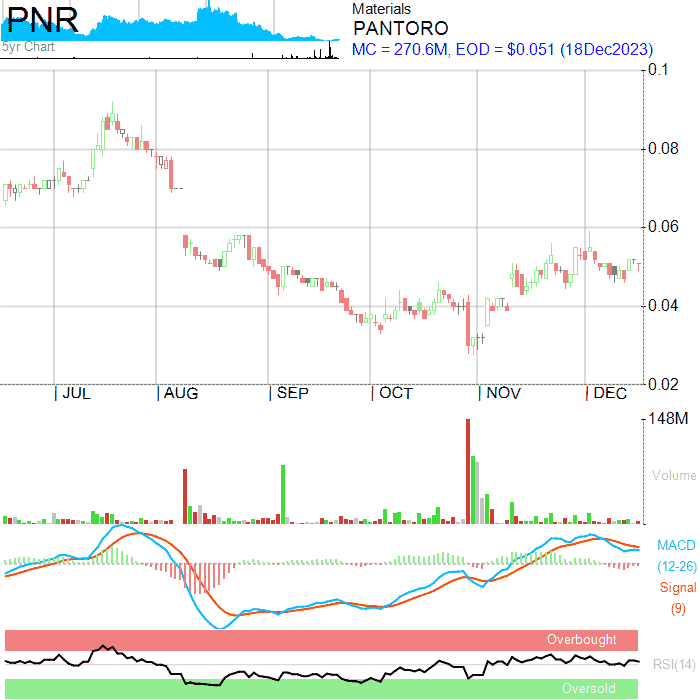 PNR
5yr Chart
Materials
PANTORO
MC = 270.6M, EOD = $0.051 (18Dec2023)
0.1
0.08
0.06
0.04
0.02
JUL AUG SEP OCT NOV DEC
148M
Volume
MACD
(12-26)
Signal
(9)
Overbought
RSI(14)
Oversold